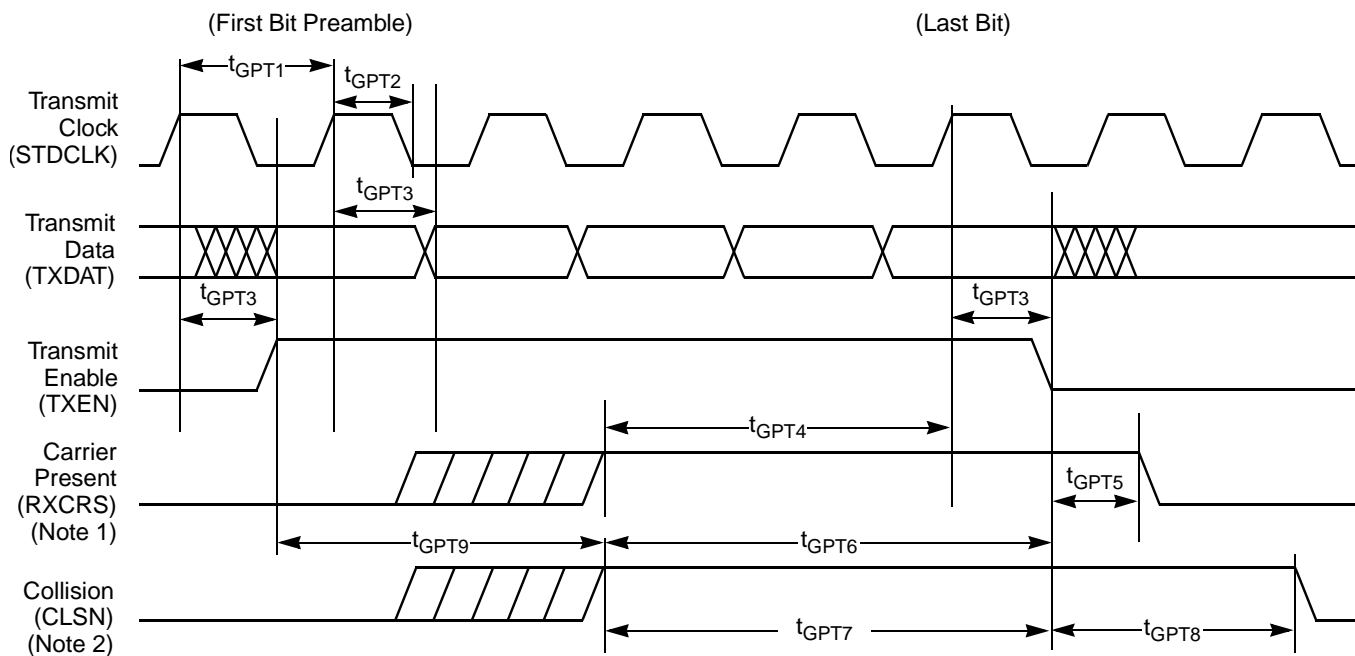 (First Bit Preamble)
(Last Bit)
tGPT1
tGPT2
Transmit
Clock
(STDCLK)
tGPT3
Transmit
Data
(TXDAT)
tGPT3
tGPT3
Transmit
Enable
(TXEN)
tGPT4
Carrier
Present
(RXCRS)
(Note 1)
tGPT5
tGPT9
tGPT6
Collision
(CLSN)
(Note 2)
tGPT7
tGPT8